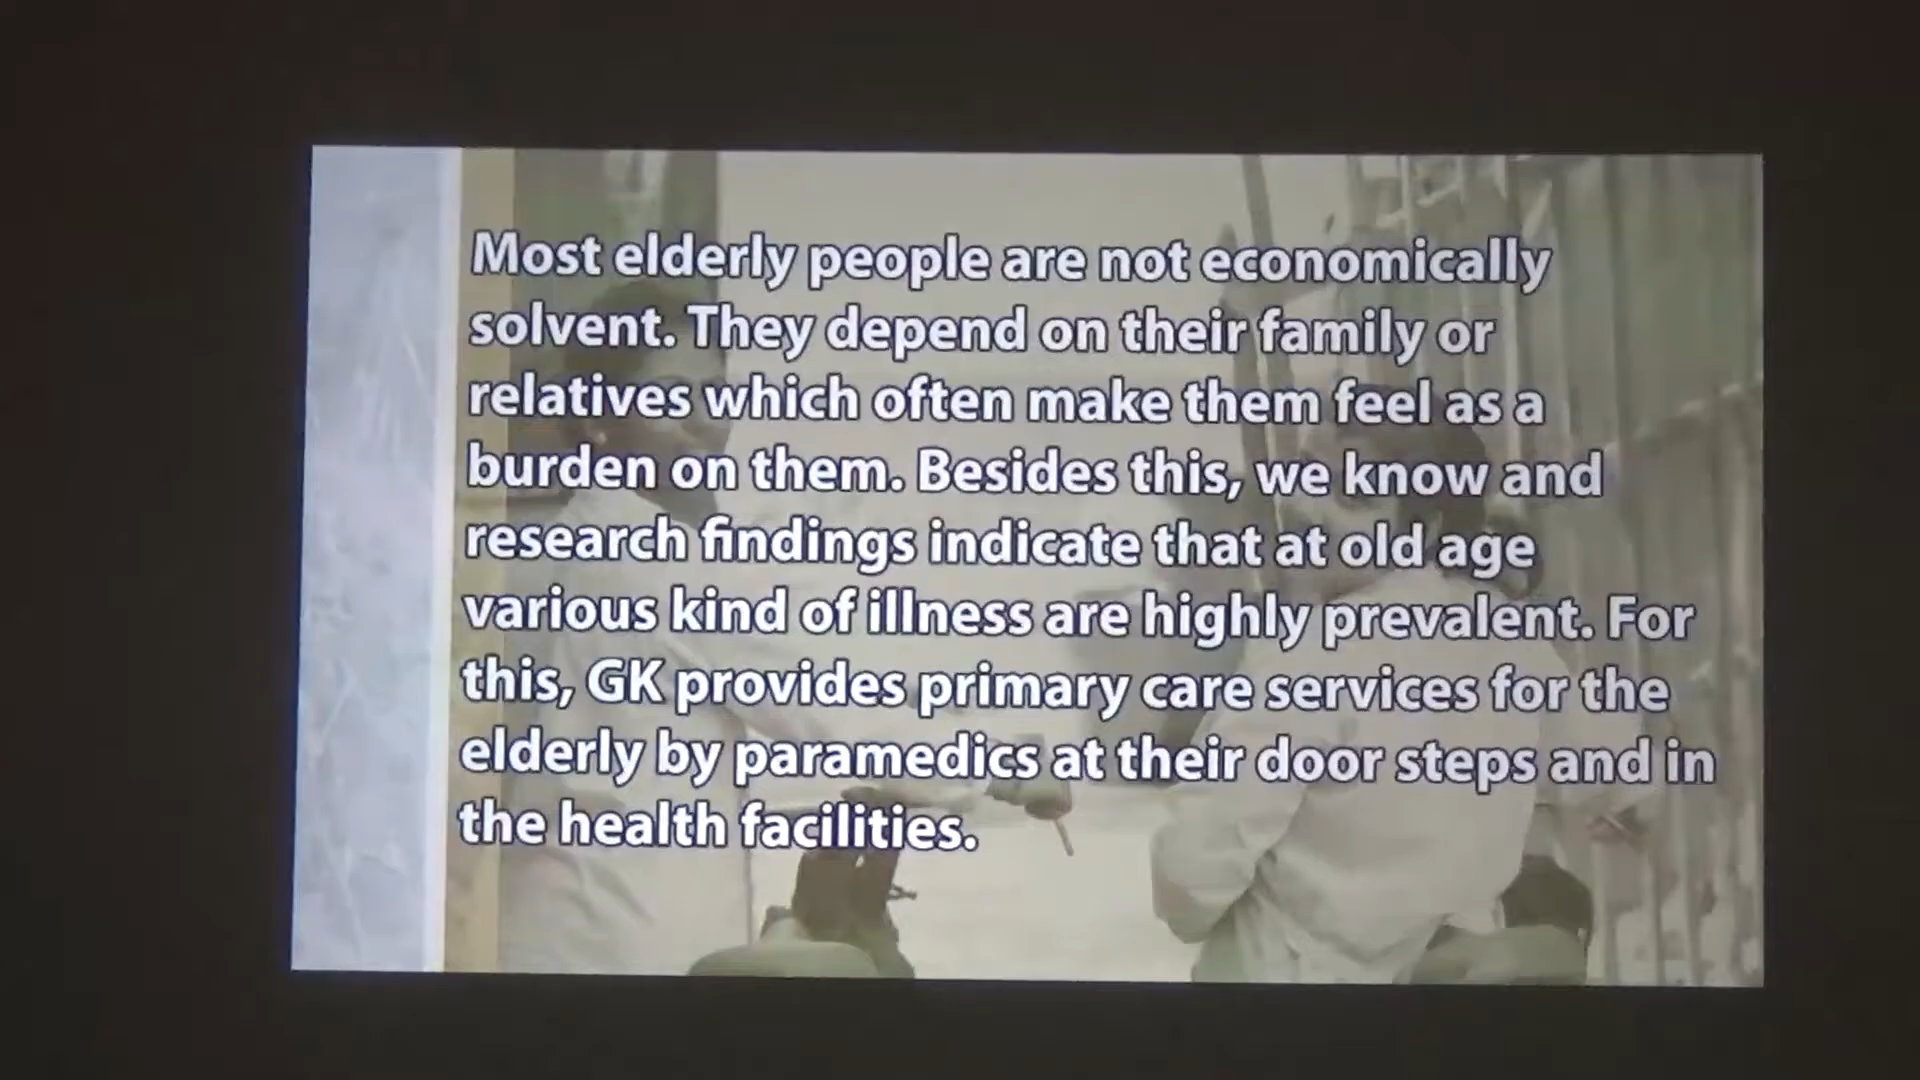 Most elderly people are not economically
solvent. They depend on their family or
relatives which often make them feel as a
burden on them. Besides this, we know and
research findings indicate that at old age
various kind of illness are highly prevalent. For
this, GK provides primary care services for the
elderly by paramedics at their door steps and in
the health facilities.